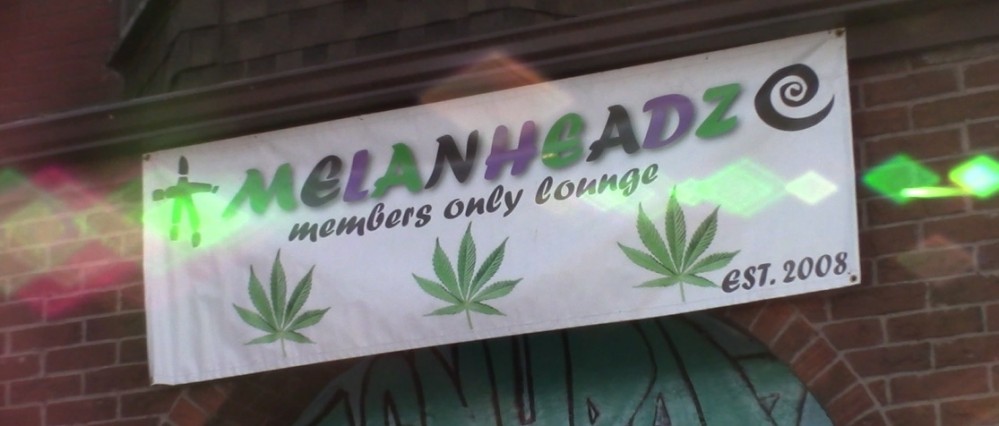 MELANHEADZ
members only lounge
EST. 2008